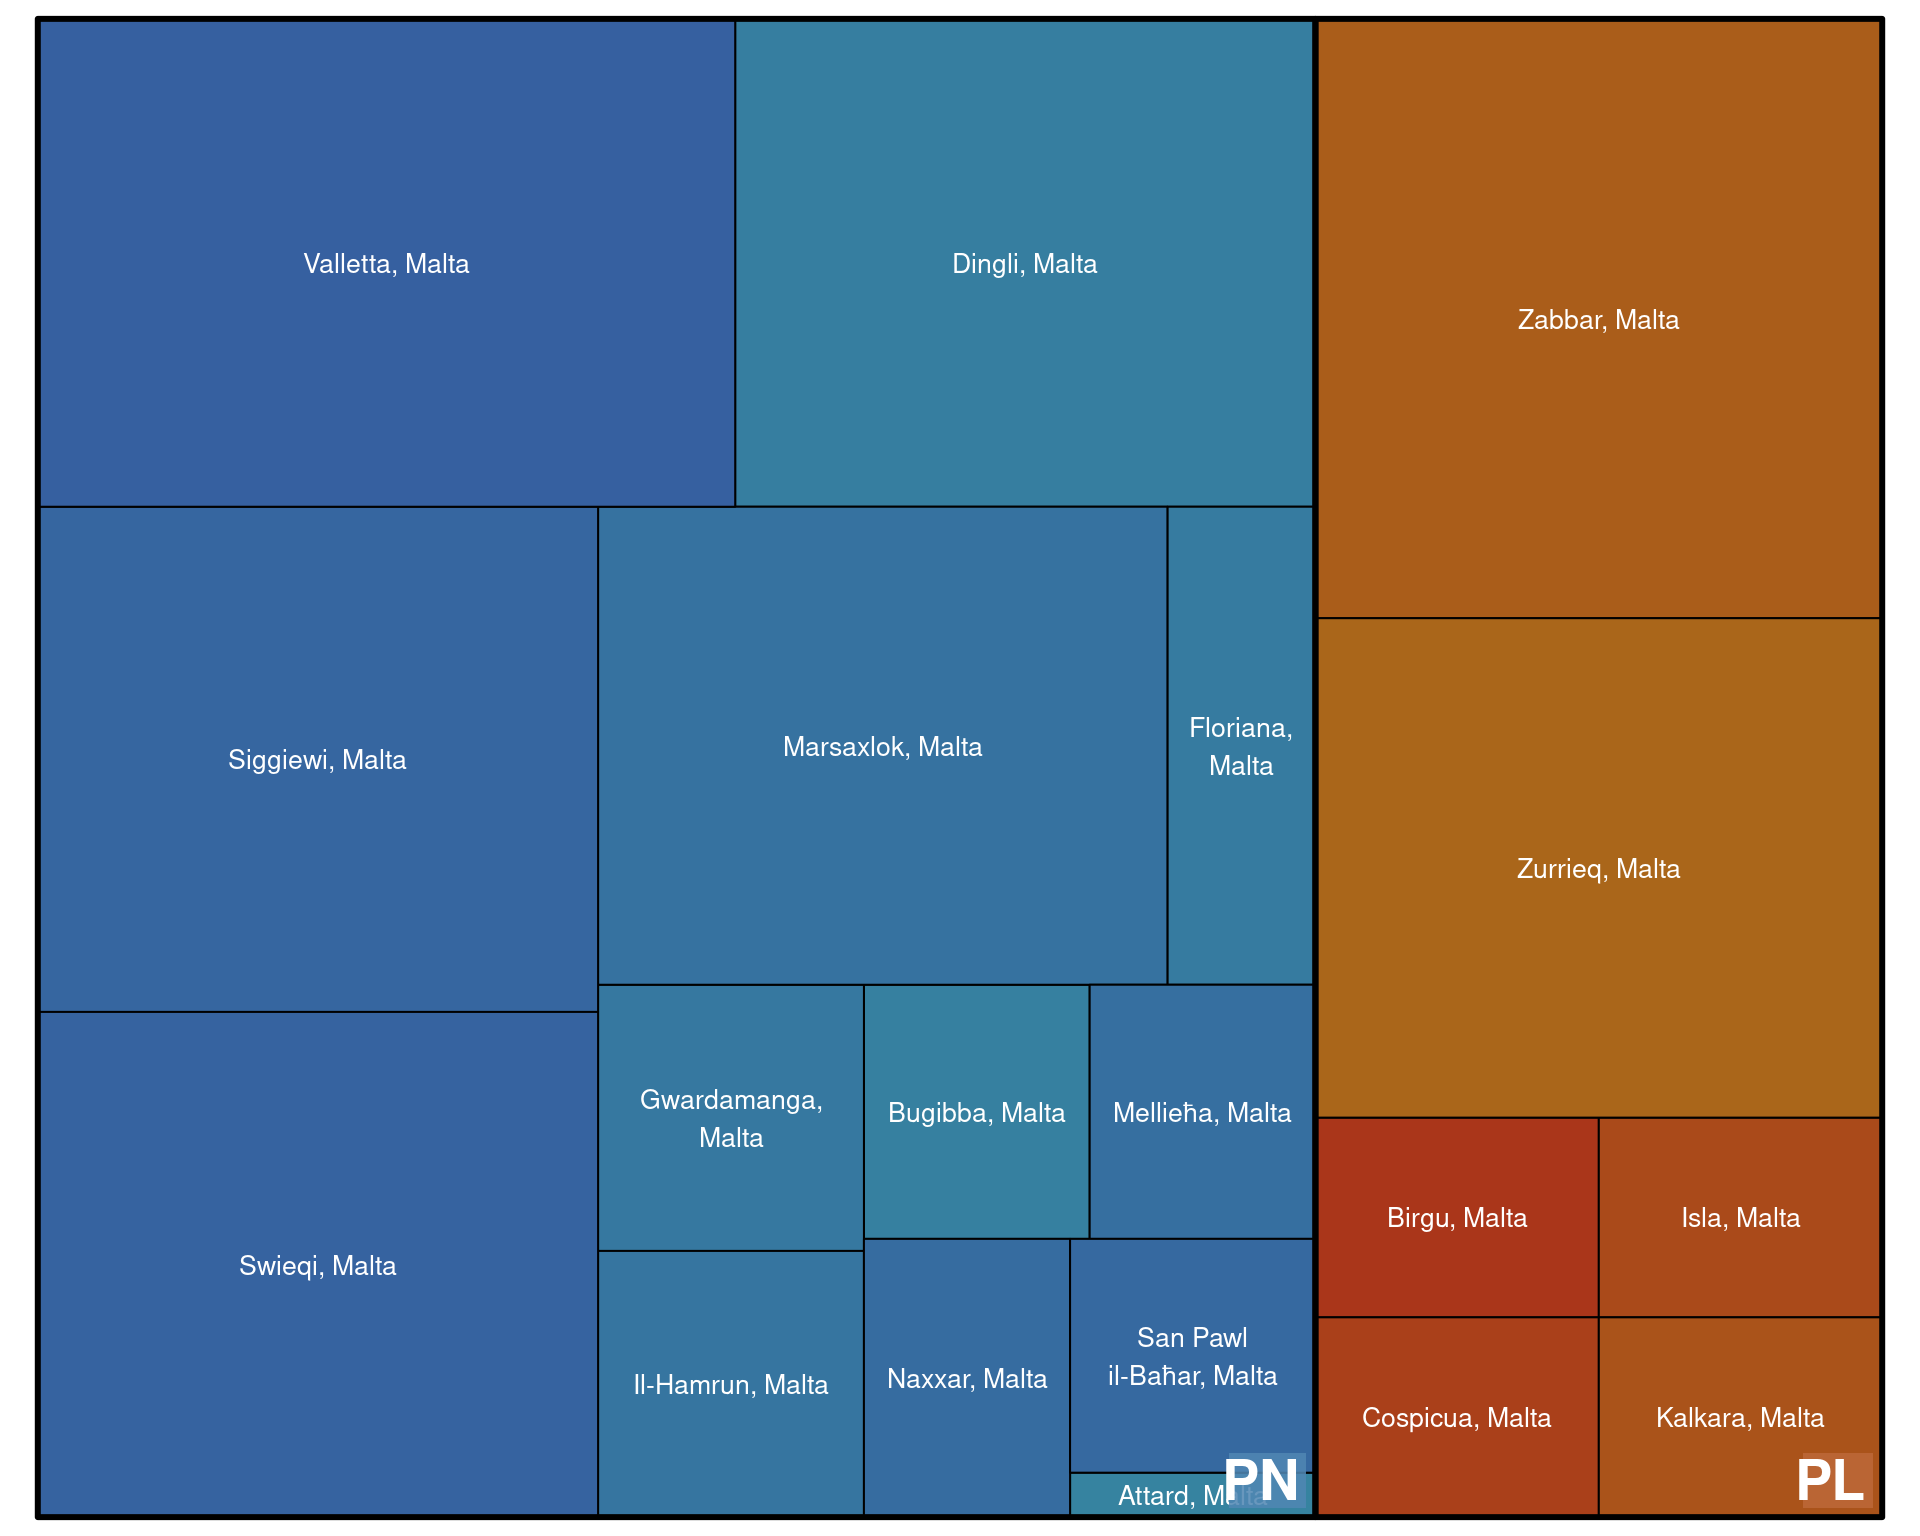 Valletta, Malta
Dingli, Malta
Zabbar, Malta
Siggiewi, Malta
Marsaxlok, Malta
Floriana,
Malta
Zurrieq, Malta
Swieqi, Malta
Gwardamanga,
Malta
Bugibba, Malta
Mellieħa, Malta
Il-Hamrun, Malta
Naxxar, Malta
San Pawl
il-Baħar, Malta
Attard, Malta
PN
Birgu, Malta
Isla, Malta
Cospicua, Malta
Kalkara, Malta
PL